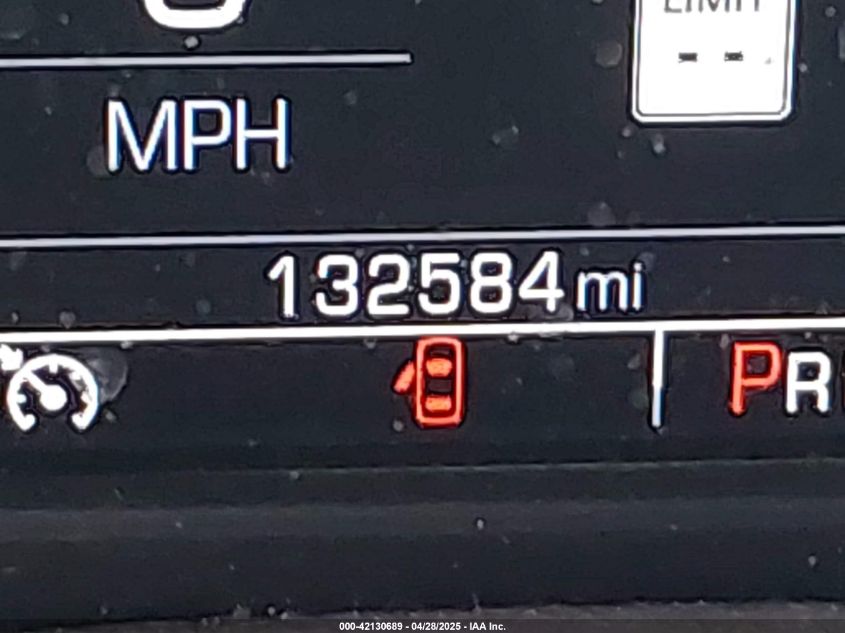 LIMIT
--
MPH
132584 mi
PR
000-42130689 - 04/28/2025 - IAA Inc.